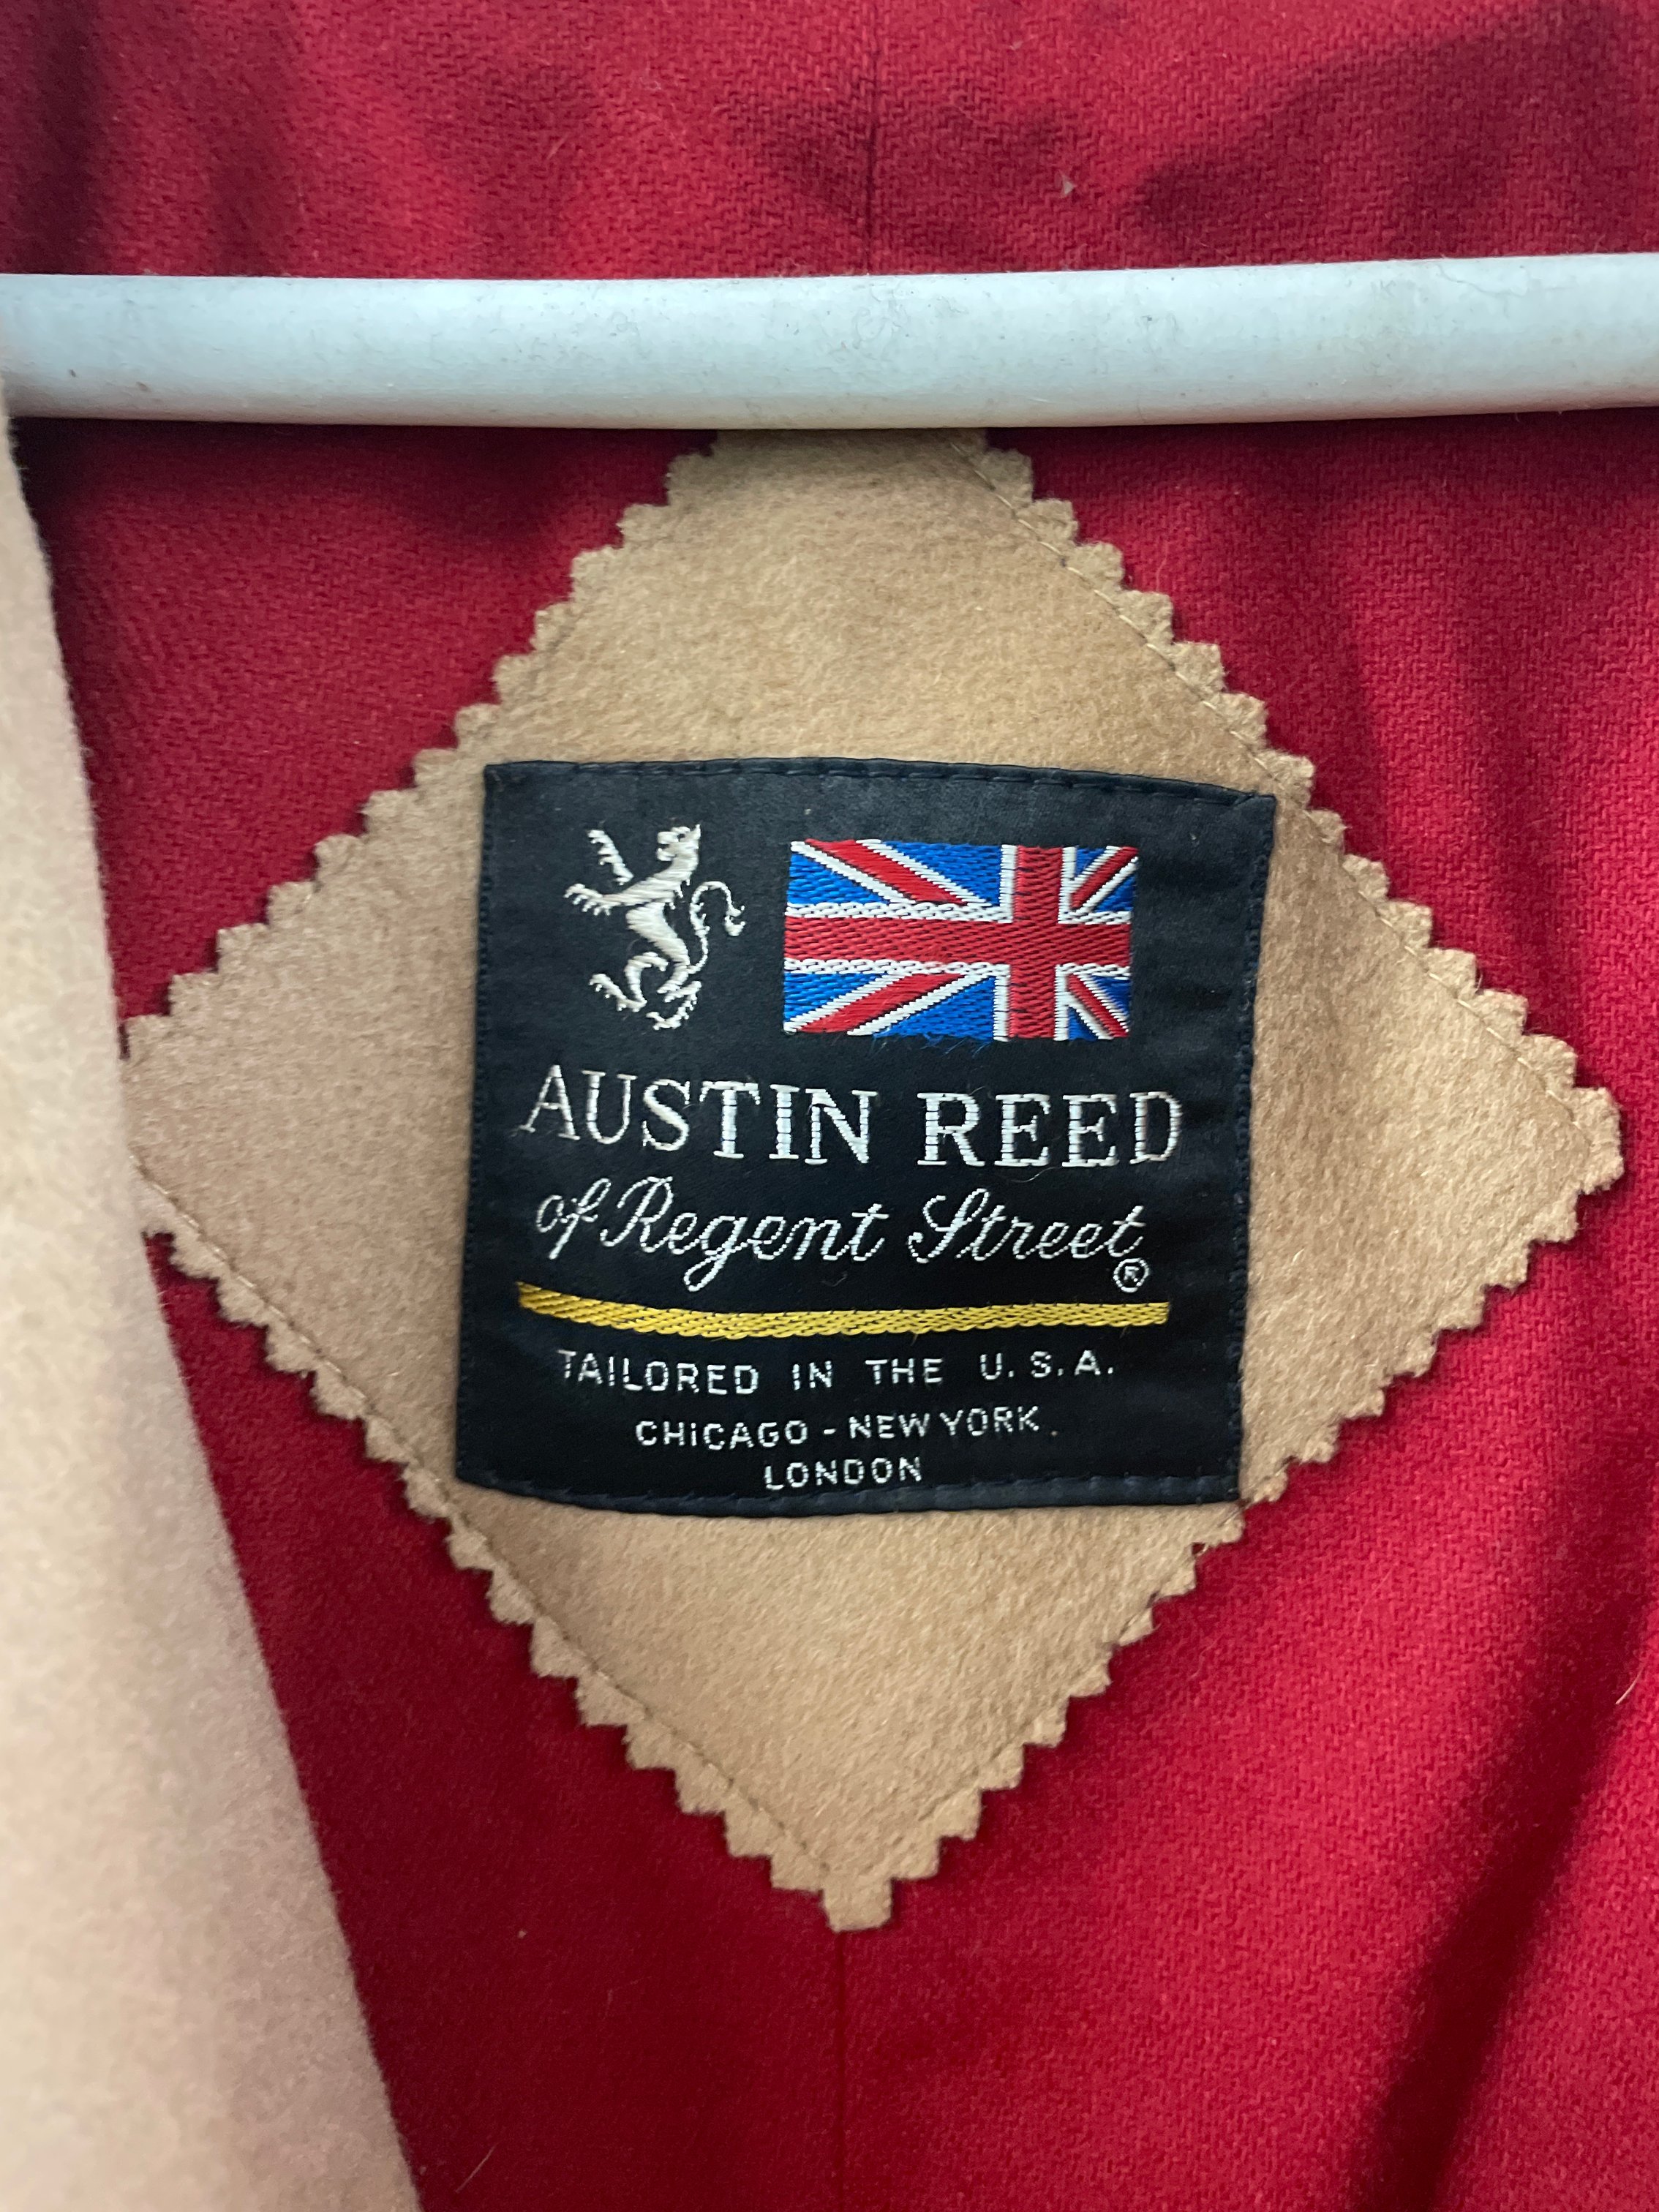 AUSTIN REED
of Regent Street
®
TAILORED IN THE U.S.A.
CHiCAGO - NEW YORK.
LONDON